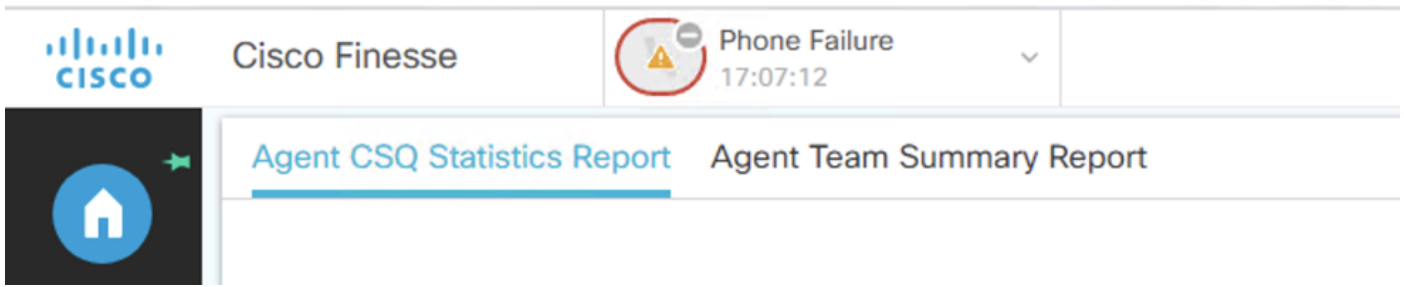 CISCO
Cisco Finesse
Phone Failure
17:07:12
Agent CSQ Statistics Report
Agent Team Summary Report